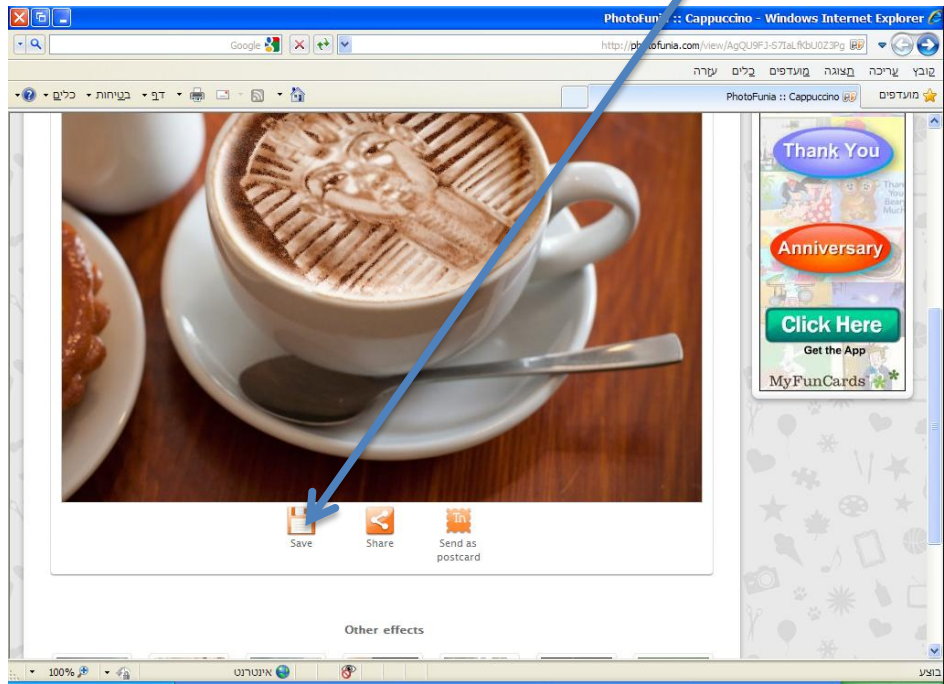 PhotoFunia :: Cappuccino - Windows Internet Explorer
Google
http://photofunia.com/view/AgQU9FJ-S7IaLfKbU0Z3Pg
קובץ עריכה תצוגה מועדפים כלים עזרה
מועדפים
PhotoFunia :: Cappuccino
דף בטיחות כלים
Thank You
Anniversary
Click Here
Get the App
MyFunCards
Save
Share
Send as
postcard
Other effects
בוצע
אינטרנט
100%